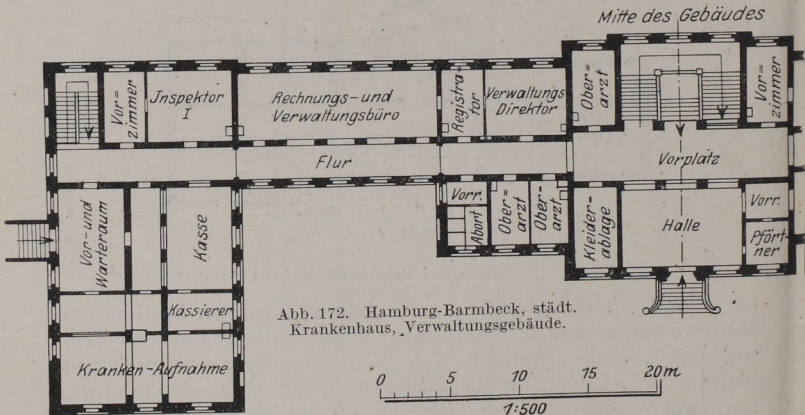 Mitte des Gebäudes
Vor=
zimmer
Jnspektor
I
Rechnungs- und
Verwaltungsbüro
Registra
tor
Verwaltungs
Direktor
Ober=
arzt
Vor=
zimmer
Flur
Vorplatz
Vor- und
Warteraum
Kasse
Vorr.
Abort
Ober=
arzt
Ober-
arzt
Kleider-
ablage
Halle
Vorr.
Pfört-
ner
Kassierer
Kranken-Aufnahme
Abb. 172. Hamburg-Barmbeck, städt.
Krankenhaus, Verwaltungsgebäude.
0 5 10 15 20 m
1:500